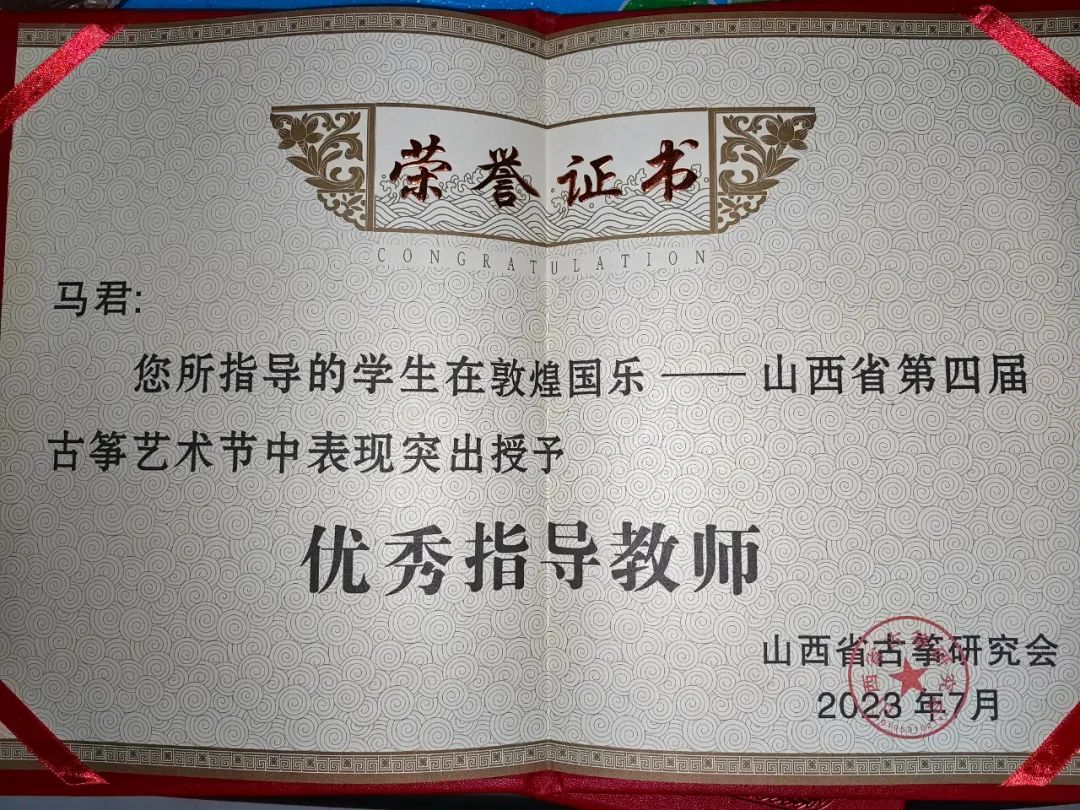 荣誉证书
CONGRATULATION
马君:
您所指导的学生在敦煌国乐——山西省第四届
古筝艺术节中表现突出授予
优秀指导教师
山西省古筝研究会
2023年7月